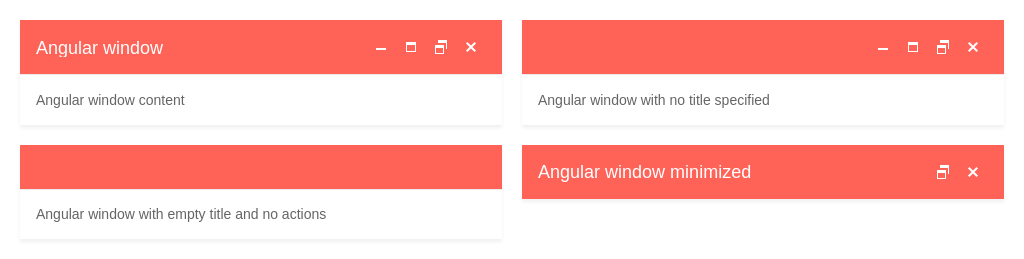 Angular window
Angular window content
Angular window with no title specified
Angular window with empty title and no actions
Angular window minimized